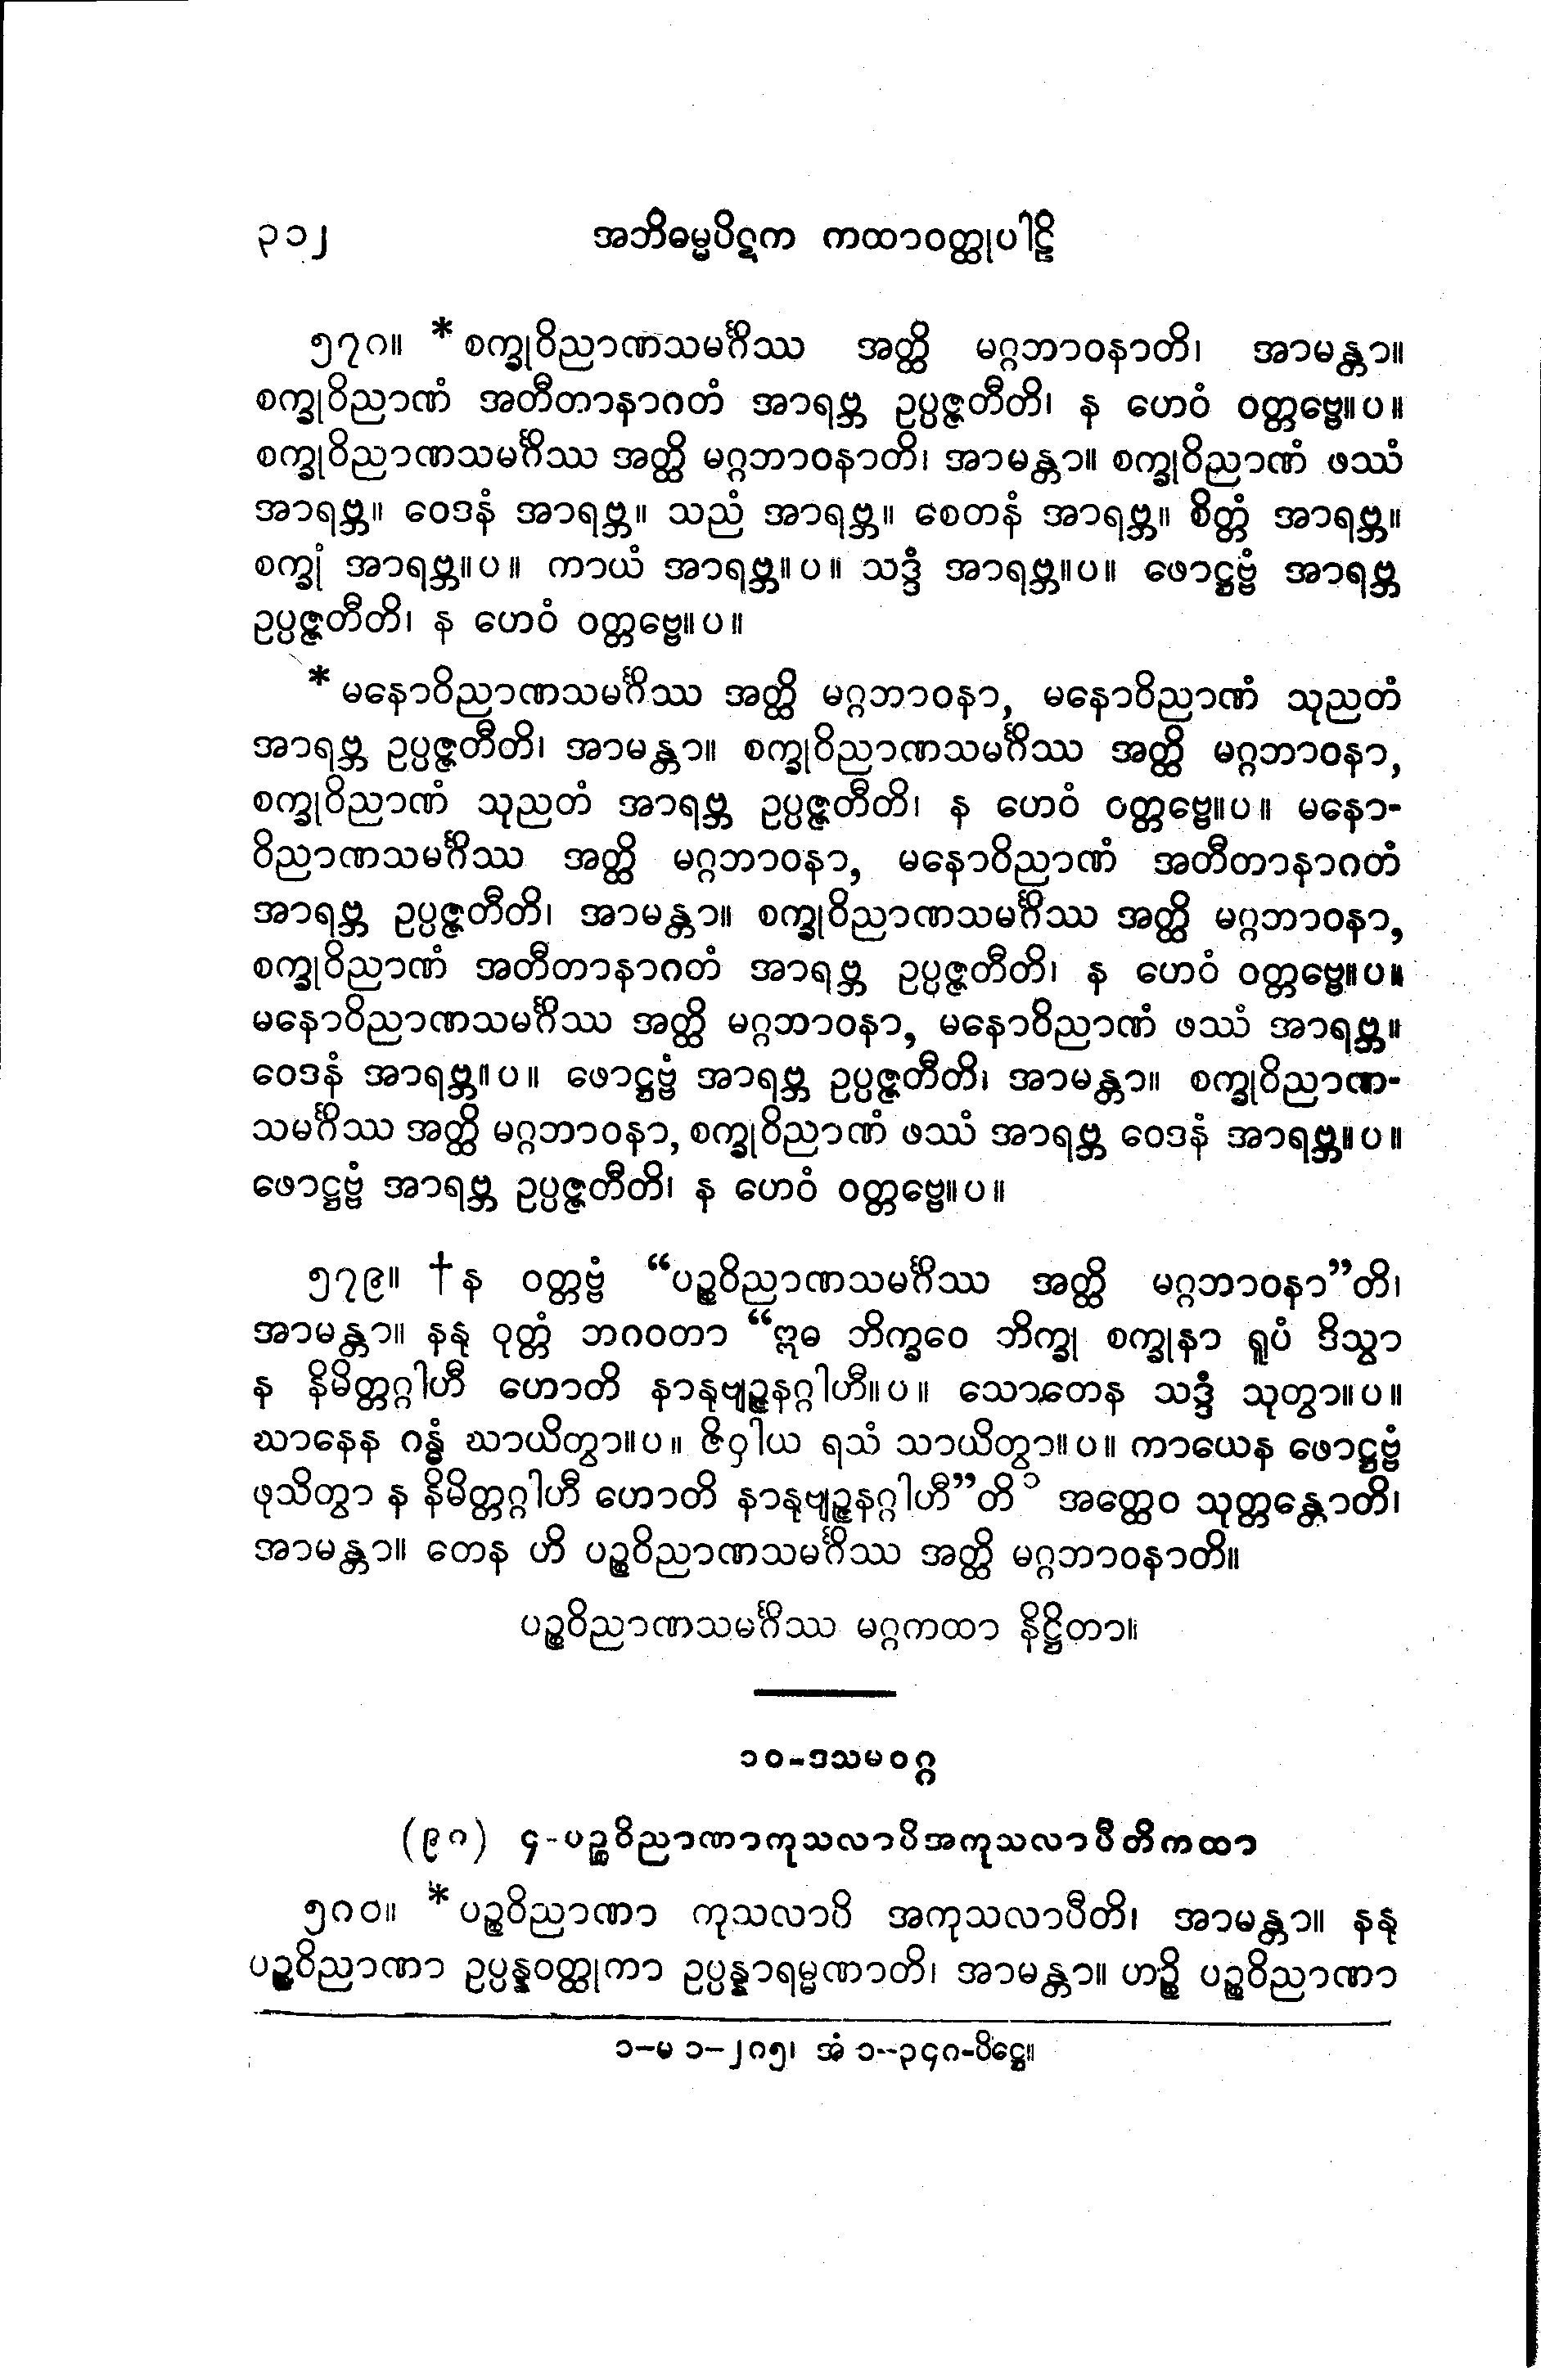 ၃၁၂ အဘိဓမ္မပိဋက ကထာဝတ္ထုပါဠိ
၅၇၈။ *စက္ခုဝိညာဏသမင်္ဂိဿ အတ္ထိ မဂ္ဂဘာဝနာတိ၊ အာမန္တာ။
စက္ခုဝိညာဏံ အတီတာနာဂတံ အာရဗ္ဘ ဥပ္ပဇ္ဇတီတိ၊ န ဟေဝံ ဝတ္တဗ္ဗေ။ပ။
စက္ခုဝိညာဏသမင်္ဂိဿ အတ္ထိ မဂ္ဂဘာဝနာတိ၊ အာမန္တာ။ စက္ခုဝိညာဏံ ဖဿံ
အာရဗ္ဘ။ ဝေဒနံ အာရဗ္ဘ။ သညံ အာရဗ္ဘ။ စေတနံ အာရဗ္ဘ။ စိတ္တံ အာရဗ္ဘ။
စက္ခုံ အာရဗ္ဘ။ပ။ ကာယံ အာရဗ္ဘ။ပ။ သဒ္ဒံ အာရဗ္ဘ။ပ။ ဖောဋ္ဌဗ္ဗံ အာရဗ္ဘ
ဥပ္ပဇ္ဇတီတိ၊ န ဟေဝံ ဝတ္တဗ္ဗေ။ပ။
*မနောဝိညာဏသမင်္ဂိဿ အတ္ထိ မဂ္ဂဘာဝနာ, မနောဝိညာဏံ သုညတံ
အာရဗ္ဘ ဥပ္ပဇ္ဇတီတိ၊ အာမန္တာ။ စက္ခုဝိညာဏသမင်္ဂိဿ အတ္ထိ မဂ္ဂဘာဝနာ,
စက္ခုဝိညာဏံ သုညတံ အာရဗ္ဘ ဥပ္ပဇ္ဇတီတိ၊ န ဟေဝံ ဝတ္တဗ္ဗေ။ပ။ မနော-
ဝိညာဏသမင်္ဂိဿ အတ္ထိ မဂ္ဂဘာဝနာ, မနောဝိညာဏံ အတီတာနာဂတံ
အာရဗ္ဘ ဥပ္ပဇ္ဇတီတိ၊ အာမန္တာ။ စက္ခုဝိညာဏသမင်္ဂိဿ အတ္ထိ မဂ္ဂဘာဝနာ,
စက္ခုဝိညာဏံ အတီတာနာဂတံ အာရဗ္ဘ ဥပ္ပဇ္ဇတီတိ၊ န ဟေဝံ ဝတ္တဗ္ဗေ။ပ။
မနောဝိညာဏသမင်္ဂိဿ အတ္ထိ မဂ္ဂဘာဝနာ, မနောဝိညာဏံ ဖဿံ အာရဗ္ဘ။
ဝေဒနံ အာရဗ္ဘ။ပ။ ဖောဋ္ဌဗ္ဗံ အာရဗ္ဘ ဥပ္ပဇ္ဇတီတိ၊ အာမန္တာ။ စက္ခုဝိညာဏ-
သမင်္ဂိဿ အတ္ထိ မဂ္ဂဘာဝနာ, စက္ခုဝိညာဏံ ဖဿံ အာရဗ္ဘ ဝေဒနံ အာရဗ္ဘ။ပ။
ဖောဋ္ဌဗ္ဗံ အာရဗ္ဘ ဥပ္ပဇ္ဇတီတိ၊ န ဟေဝံ ဝတ္တဗ္ဗေ။ပ။
၅၇၉။ †န ဝတ္တဗ္ဗံ “ပဉ္စဝိညာဏသမင်္ဂိဿ အတ္ထိ မဂ္ဂဘာဝနာ”တိ၊
အာမန္တာ။ နနု ဝုတ္တံ ဘဂဝတာ “ဣဓ ဘိက္ခဝေ ဘိက္ခု စက္ခုနာ ရူပံ ဒိသွာ
န နိမိတ္တဂ္ဂါဟီ ဟောတိ နာနုဗျဉ္ဇနဂ္ဂါဟီ။ပ။ သောတေန သဒ္ဒံ သုတွာ။ပ။
ဃာနေန ဂန္ဓံ ဃာယိတွာ။ပ။ ဇိဝှါယ ရသံ သာယိတွာ။ပ။ ကာယေန ဖောဋ္ဌဗ္ဗံ
ဖုသိတွာ န နိမိတ္တဂ္ဂါဟီ ဟောတိ နာနုဗျဉ္ဇနဂ္ဂါဟီ”တိ ၁ အတ္ထေဝ သုတ္တန္တောတိ၊
အာမန္တာ။ တေန ဟိ ပဉ္စဝိညာဏသမင်္ဂိဿ အတ္ထိ မဂ္ဂဘာဝနာတိ။
ပဉ္စဝိညာဏသမင်္ဂိဿ မဂ္ဂကထာ နိဋ္ဌိတာ။
၁၀-ဒသမဝဂ္ဂ
(၉၈) ၄-ပဉ္စဝိညာဏာကုသလာပိအကုသလာပီတိကထာ
၅၈၀။ *ပဉ္စဝိညာဏာ ကုသလာပိ အကုသလာပီတိ၊ အာမန္တာ။ နနု
ပဉ္စဝိညာဏာ ဥပ္ပန္နဝတ္ထုကာ ဥပ္ပန္နာရမ္မဏာတိ၊ အာမန္တာ။ ဟဉ္စိ ပဉ္စဝိညာဏာ
၁-မ ၁-၂၈၅၊ အံ ၁--၃၄၈-ပိဋ္ဌေ။